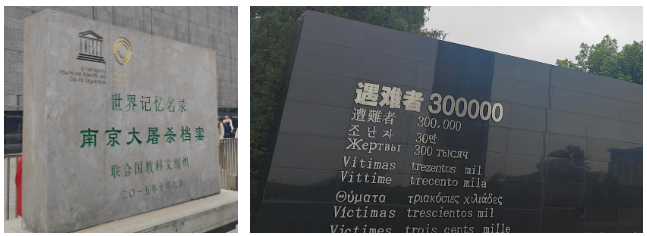 世界记忆名录
南京大屠杀档案
联合国教科文组织
二〇一五年十月九日
遇难者 300000
遭難者 300,000
조난자 30만
Жертвы 300 тысяч
Vítimas trezentos mil
Vittime trecento mila
Θύματα τριακόσιες χιλιάδες
Víctimas trescientos mil
Victimes trois cents mille